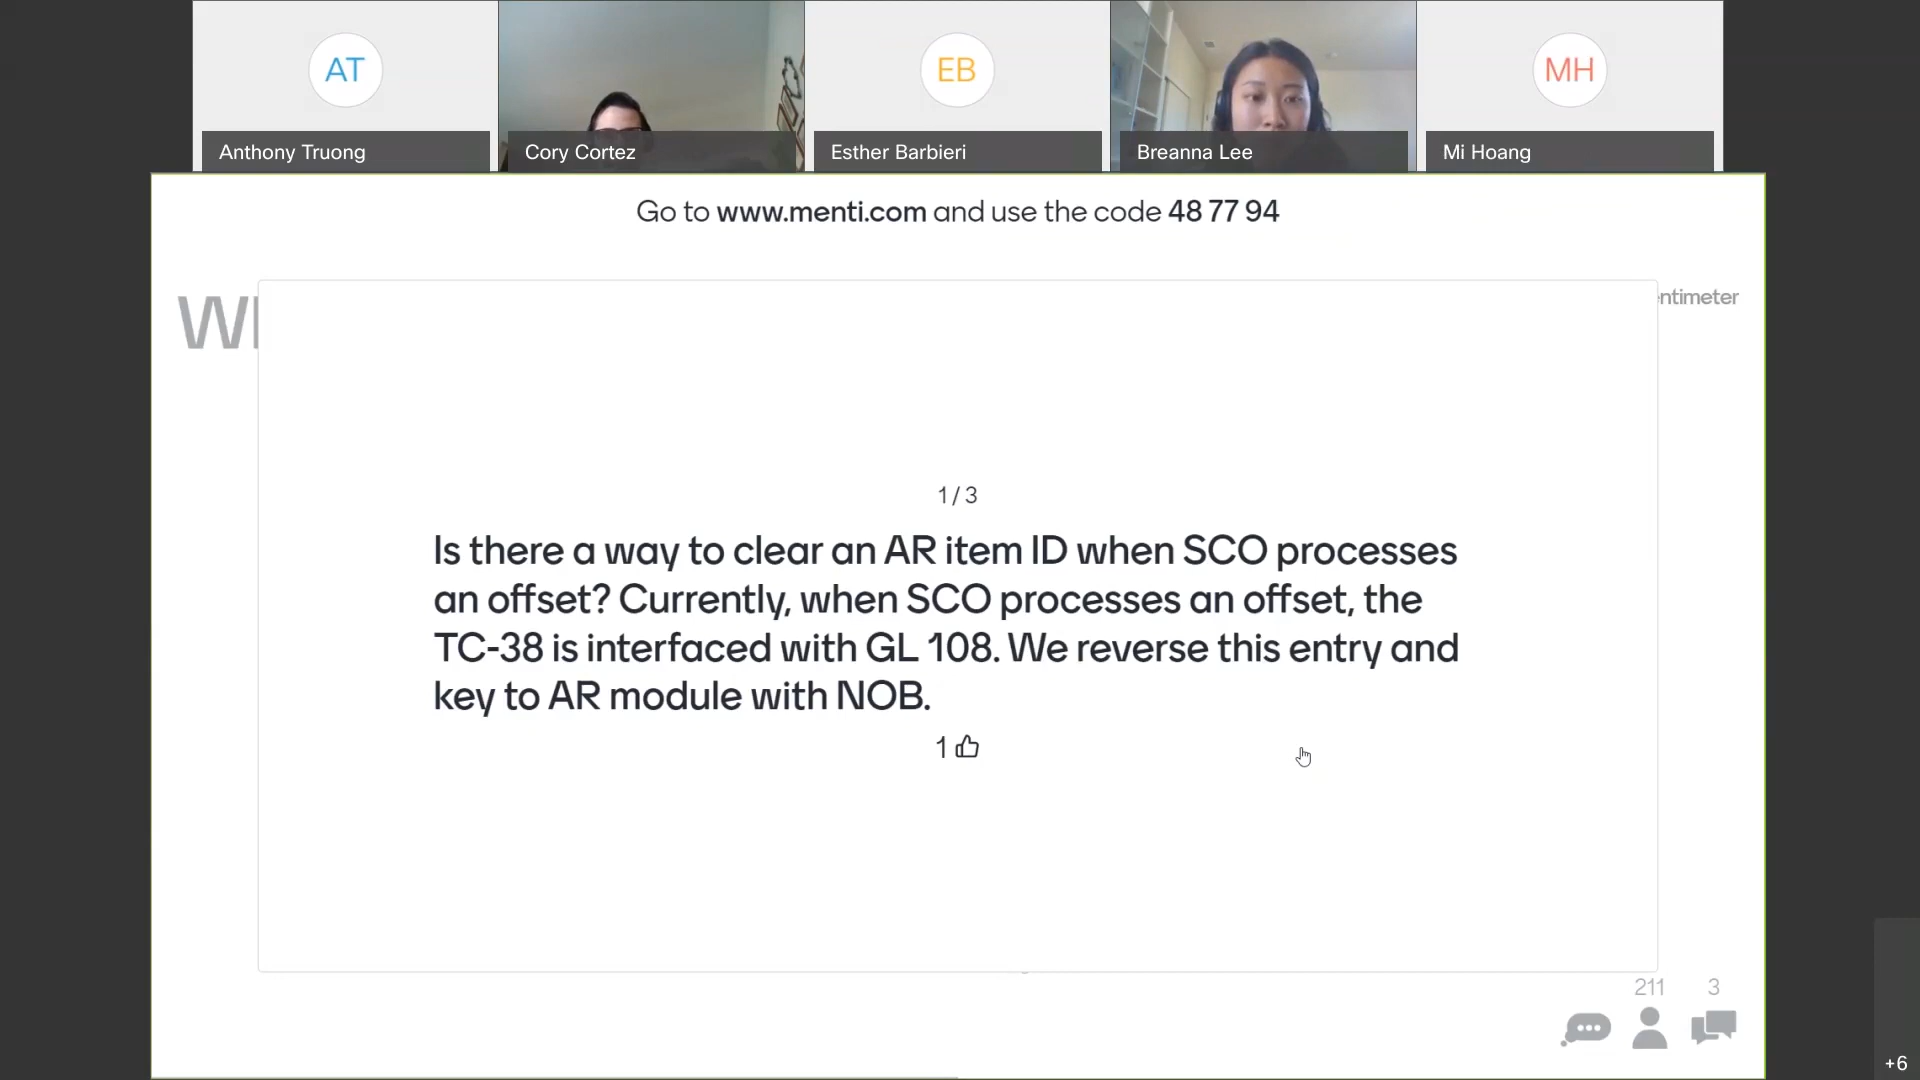 AT
EB
MH
Anthony Truong
Cory Cortez
Esther Barbieri
Breanna Lee
Mi Hoang
Go to www.menti.com and use the code 48 77 94
entimeter
1 / 3
Is there a way to clear an AR item ID when SCO processes
an offset? Currently, when SCO processes an offset, the
TC-38 is interfaced with GL 108. We reverse this entry and
key to AR module with NOB.
1
211
3
+6